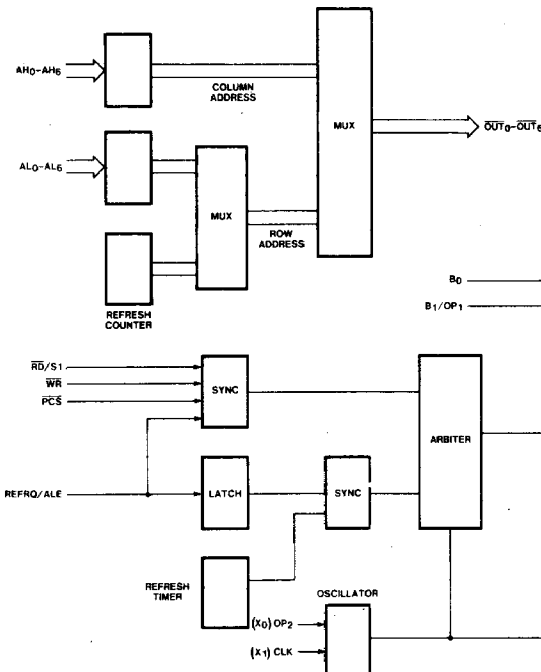 AH0-AH6
COLUMN
ADDRESS
MUX
OUT0-OUT6
AL0-AL6
MUX
ROW
ADDRESS
REFRESH
COUNTER
B0
B1/OP1
RD/S1
WR
PCS
SYNC
ARBITER
REFRQ/ALE
LATCH
SYNC
REFRESH
TIMER
OSCILLATOR
(X0) OP2
(X1) CLK